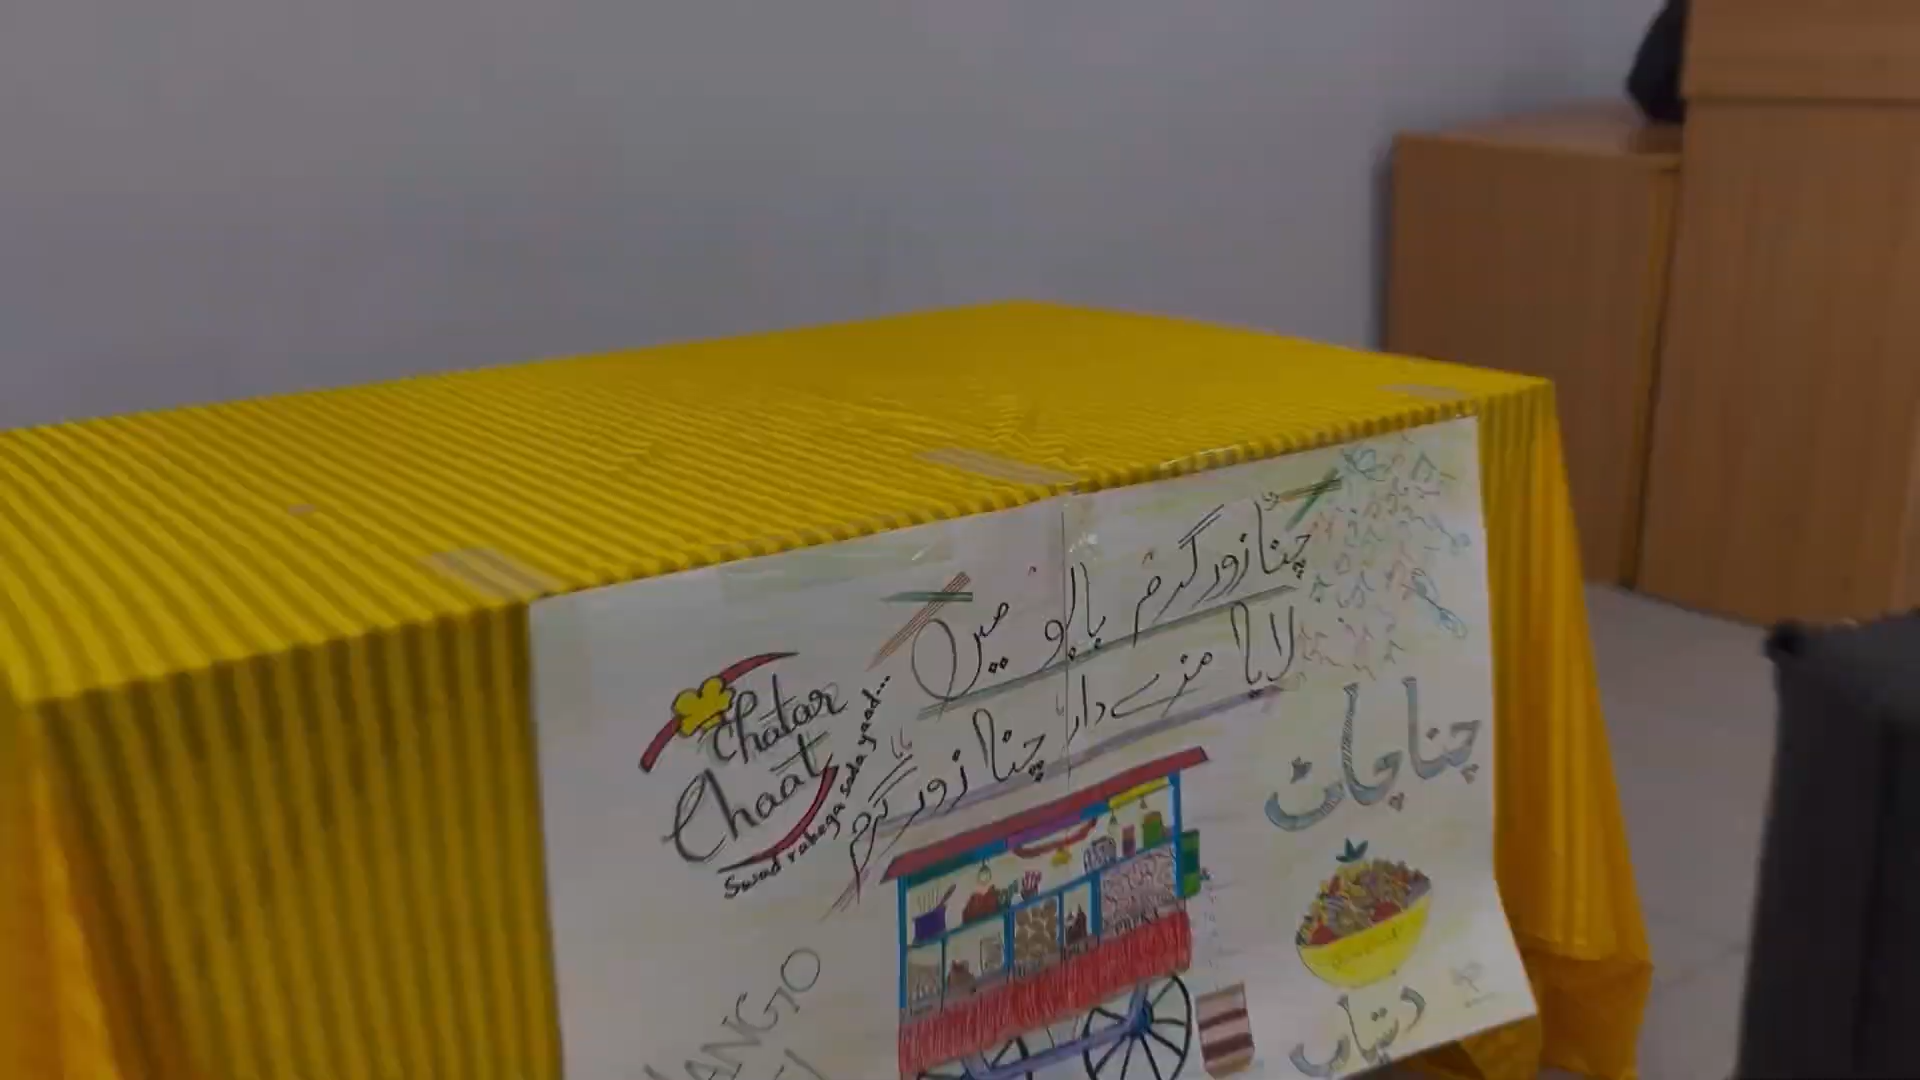 چنا زور گرم بابو میں
لایا مزے دار
چنا زور گرم
Chatar
Chaat
Swad rahega sada yaad...
چنا چاٹ
MANGO
دستیاب